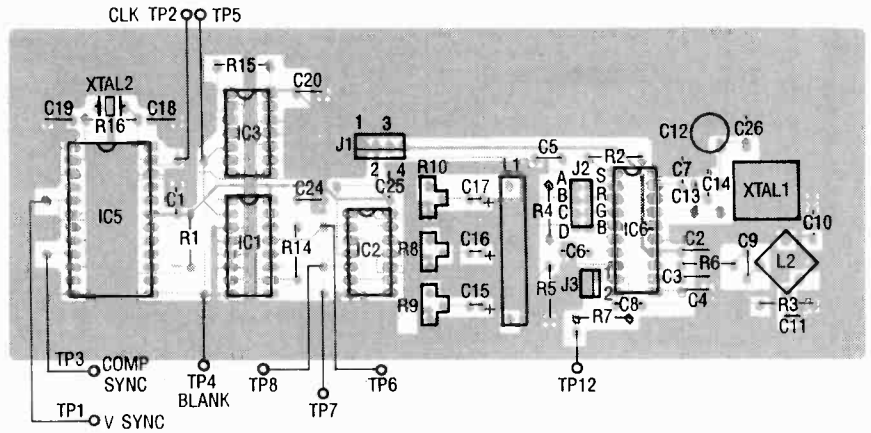 CLK TP2 TP5
R15
C20
XTAL2
C19 C18
R16
IC3
1 3
J1
2 4
C12
C26
C5
J2
R2
C7
C14
C13
XTAL1
R10
L1
C17
+
A S
B R
C G
D B
R4
C1
IC5
C24
C25
R1
IC1
R14
IC2
R8
C16
+
C6
IC6
C2
R6
C9
C10
L2
R5
J3
1
2
C3
C4
R9
C15
+
C8
R7
R3
C11
TP3 COMP
SYNC
TP4
BLANK
TP8
TP7
TP6
TP12
TP1 V SYNC